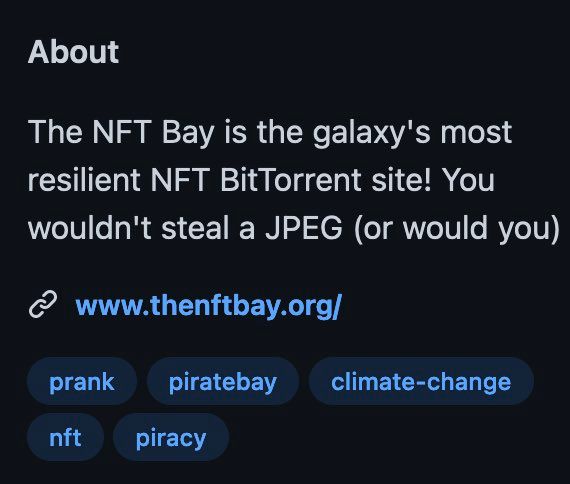 About
The NFT Bay is the galaxy's most
resilient NFT BitTorrent site! You
wouldn't steal a JPEG (or would you)
www.thenftbay.org/
prank piratebay climate-change
nft piracy